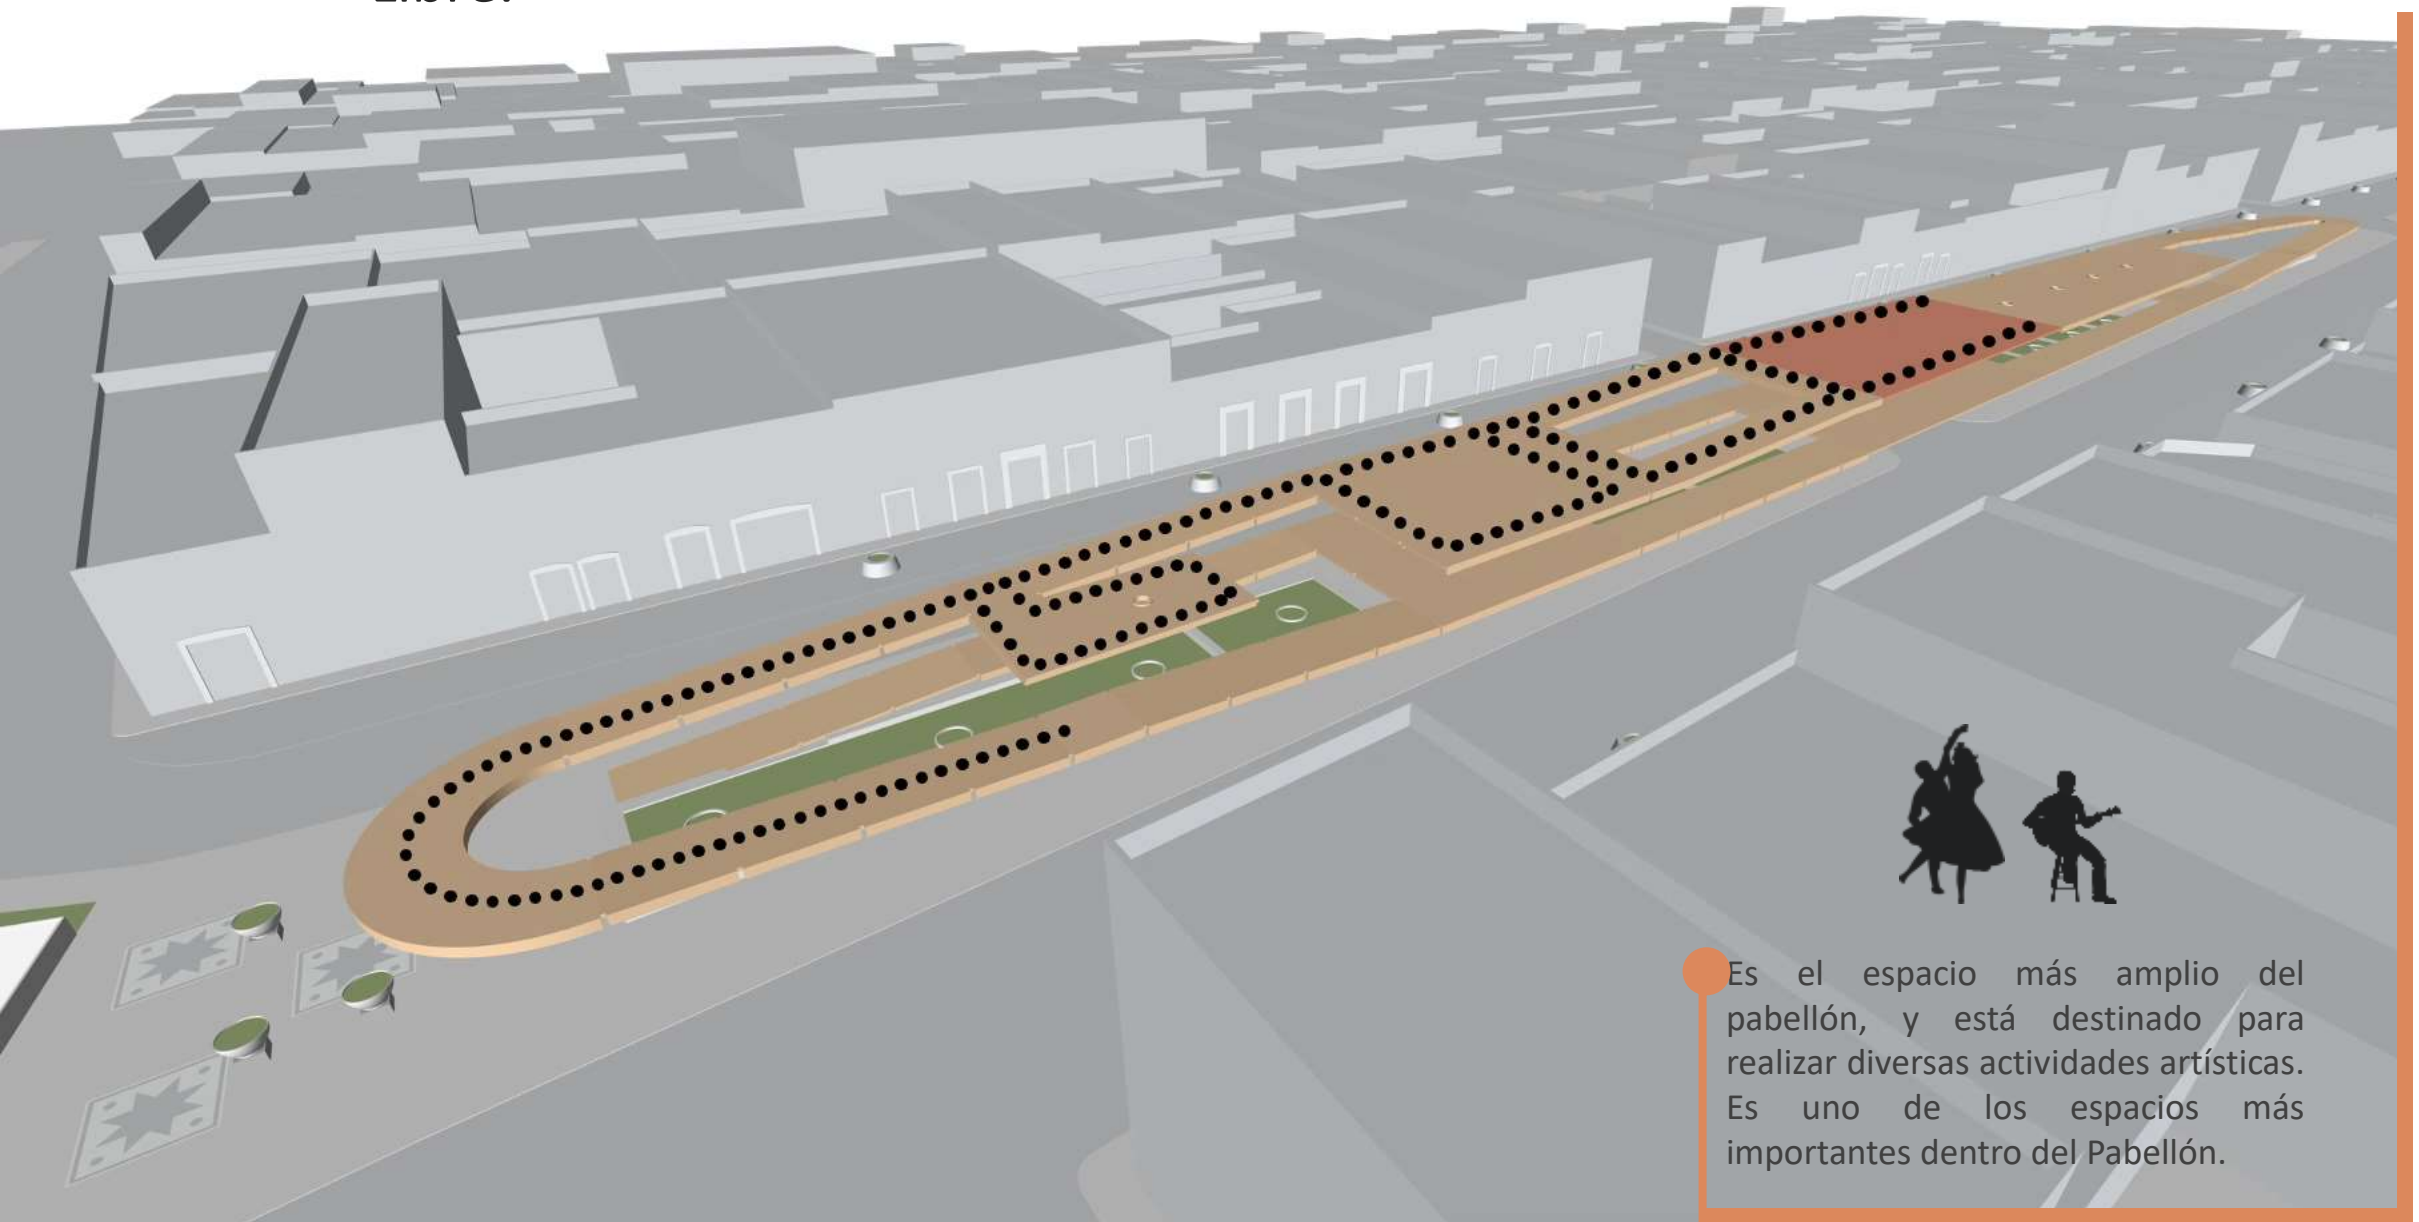 Es el espacio más amplio del
pabellón, y está destinado para
realizar diversas actividades artísticas.
Es uno de los espacios más
importantes dentro del Pabellón.